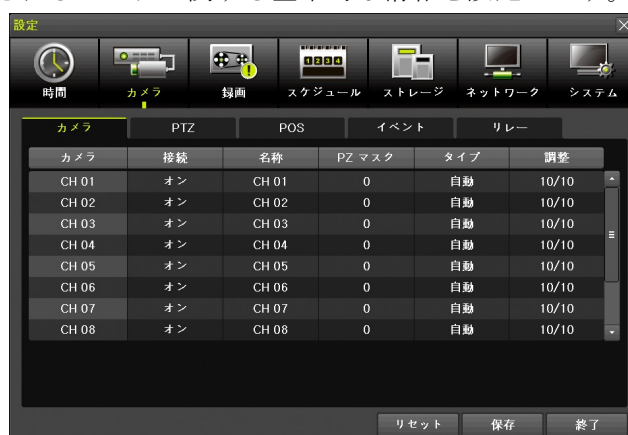 設定
時間 カメラ 録画 スケジュール ストレージ ネットワーク システム
カメラ PTZ POS イベント リレー
カメラ 接続 名称 PZ マスク タイプ 調整
CH 01 オン CH 01 0 自動 10/10
CH 02 オン CH 02 0 自動 10/10
CH 03 オン CH 03 0 自動 10/10
CH 04 オン CH 04 0 自動 10/10
CH 05 オン CH 05 0 自動 10/10
CH 06 オン CH 06 0 自動 10/10
CH 07 オン CH 07 0 自動 10/10
CH 08 オン CH 08 0 自動 10/10
リセット 保存 終了